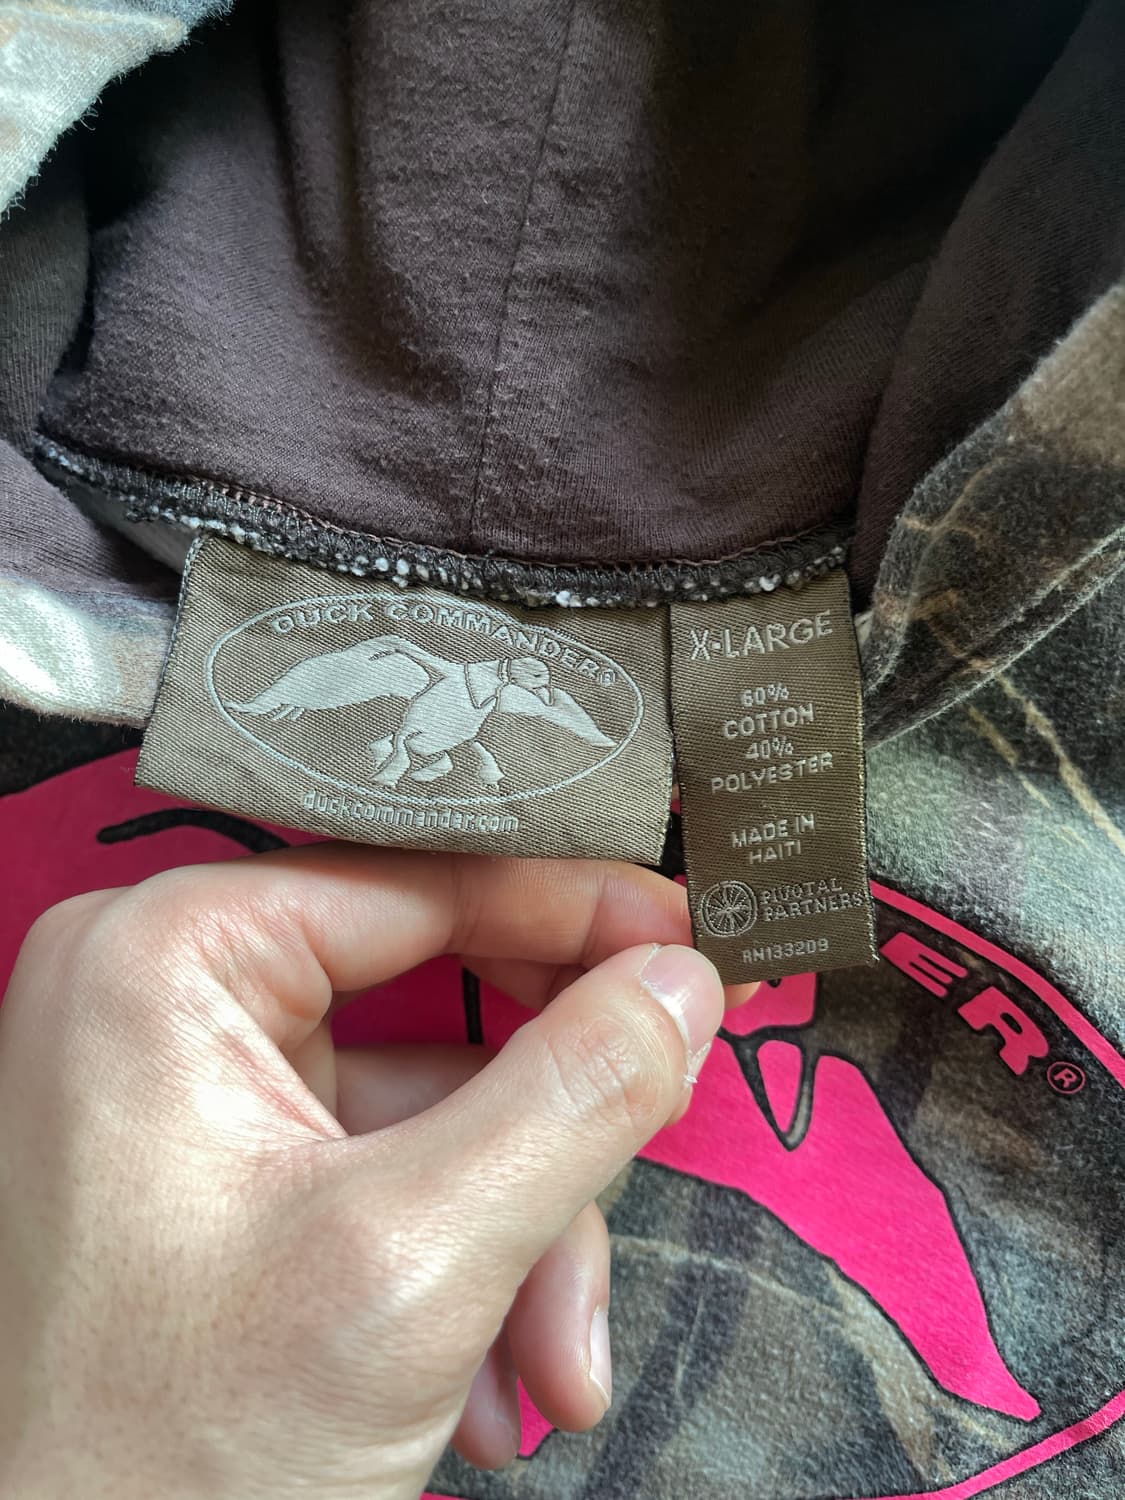 DUCK COMMANDER®
duckcommander.com
X-LARGE
60%
COTTON
40%
POLYESTER
MADE IN
HAITI
PIVOTAL
PARTNERS
RN133209
ER®